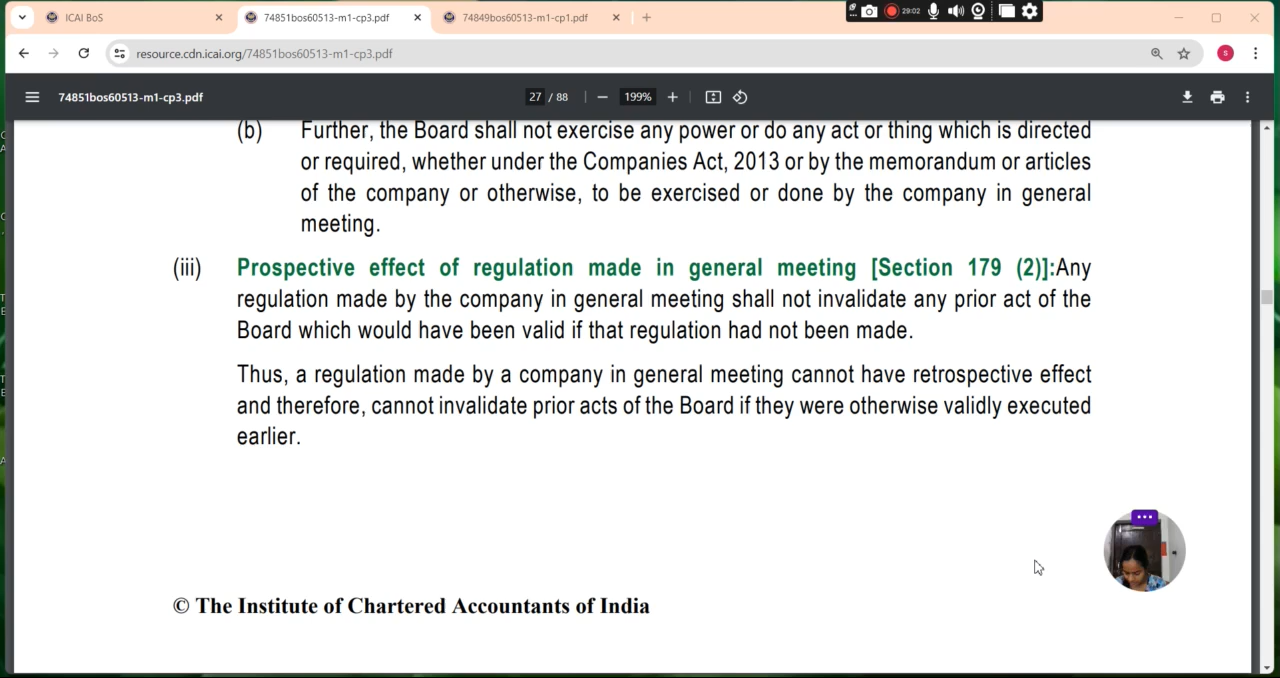 ICAI BoS
74851bos60513-m1-cp3.pdf
74849bos60513-m1-cp1.pdf
29:02
resource.cdn.icai.org/74851bos60513-m1-cp3.pdf
S
74851bos60513-m1-cp3.pdf
27 / 88
199%
(b) Further, the Board shall not exercise any power or do any act or thing which is directed
or required, whether under the Companies Act, 2013 or by the memorandum or articles
of the company or otherwise, to be exercised or done by the company in general
meeting.
(iii) Prospective effect of regulation made in general meeting [Section 179 (2)]:Any
regulation made by the company in general meeting shall not invalidate any prior act of the
Board which would have been valid if that regulation had not been made.
Thus, a regulation made by a company in general meeting cannot have retrospective effect
and therefore, cannot invalidate prior acts of the Board if they were otherwise validly executed
earlier.
© The Institute of Chartered Accountants of India